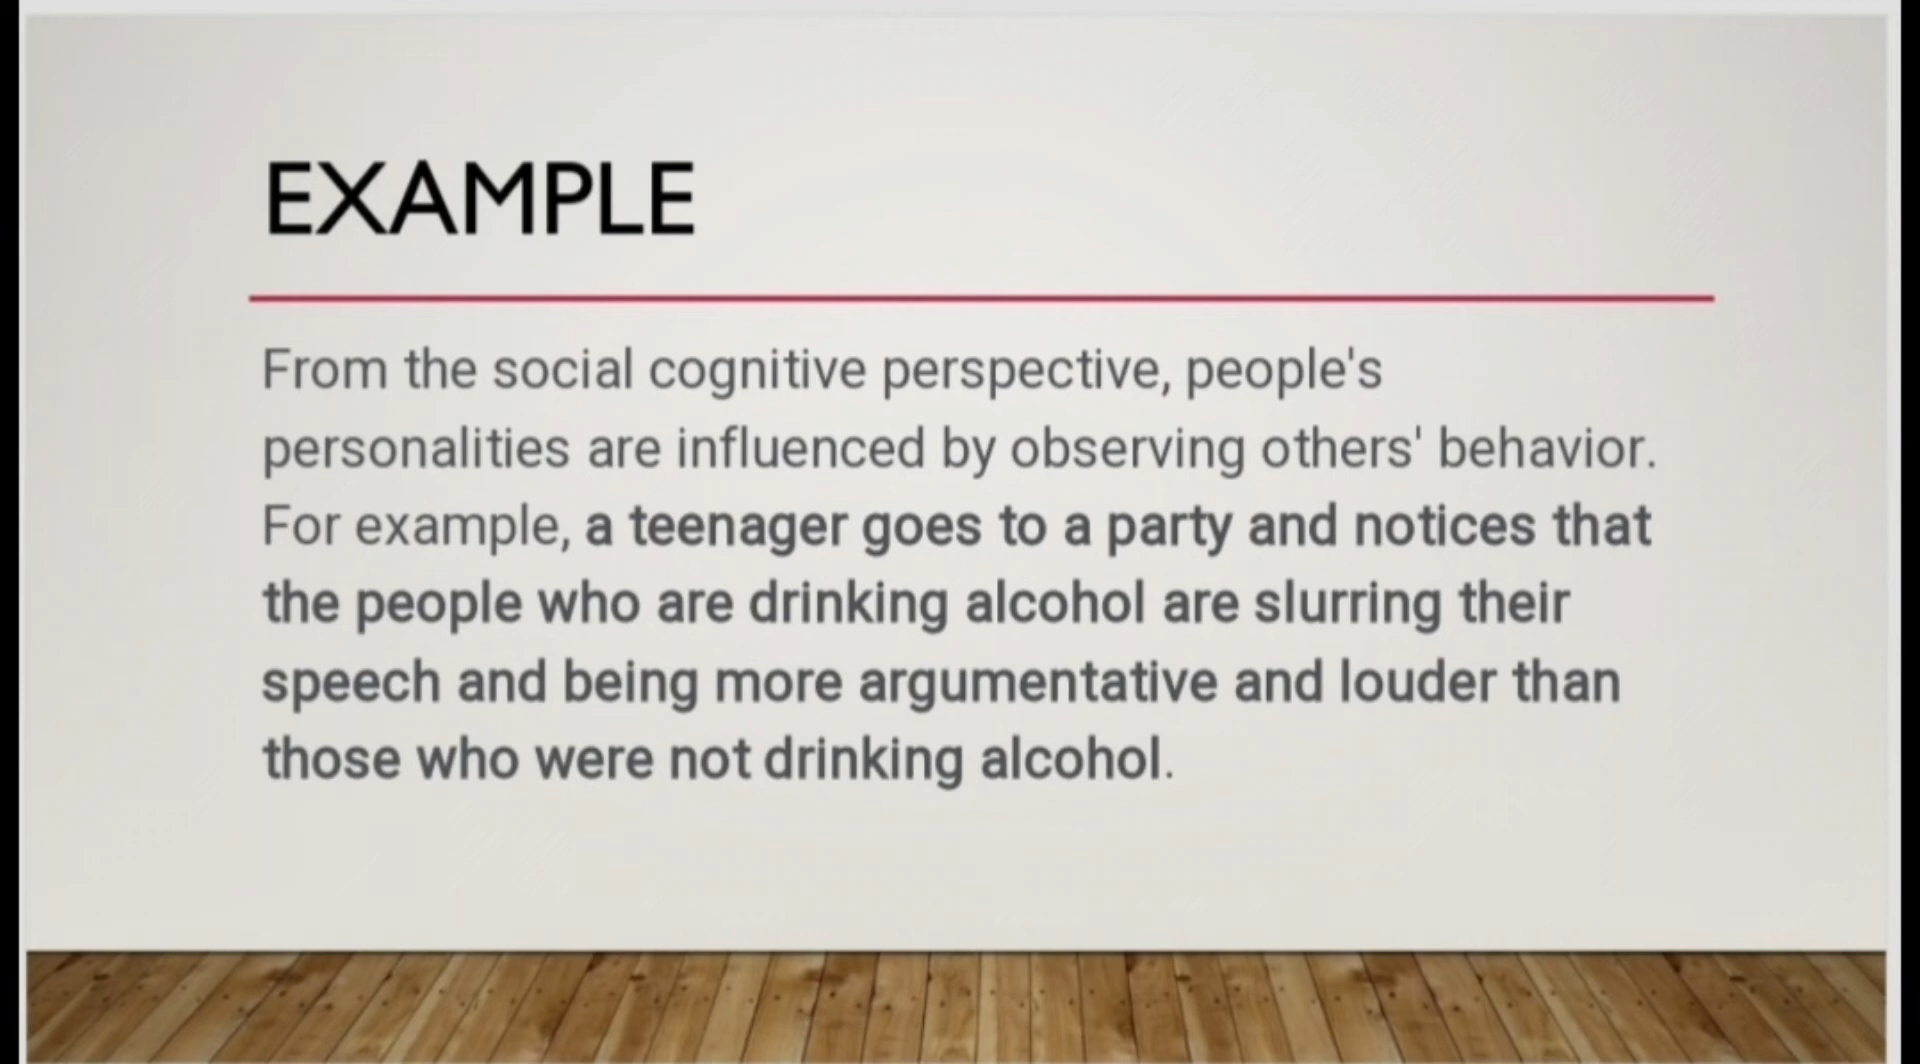 EXAMPLE
From the social cognitive perspective, people's
personalities are influenced by observing others' behavior.
For example, a teenager goes to a party and notices that
the people who are drinking alcohol are slurring their
speech and being more argumentative and louder than
those who were not drinking alcohol.